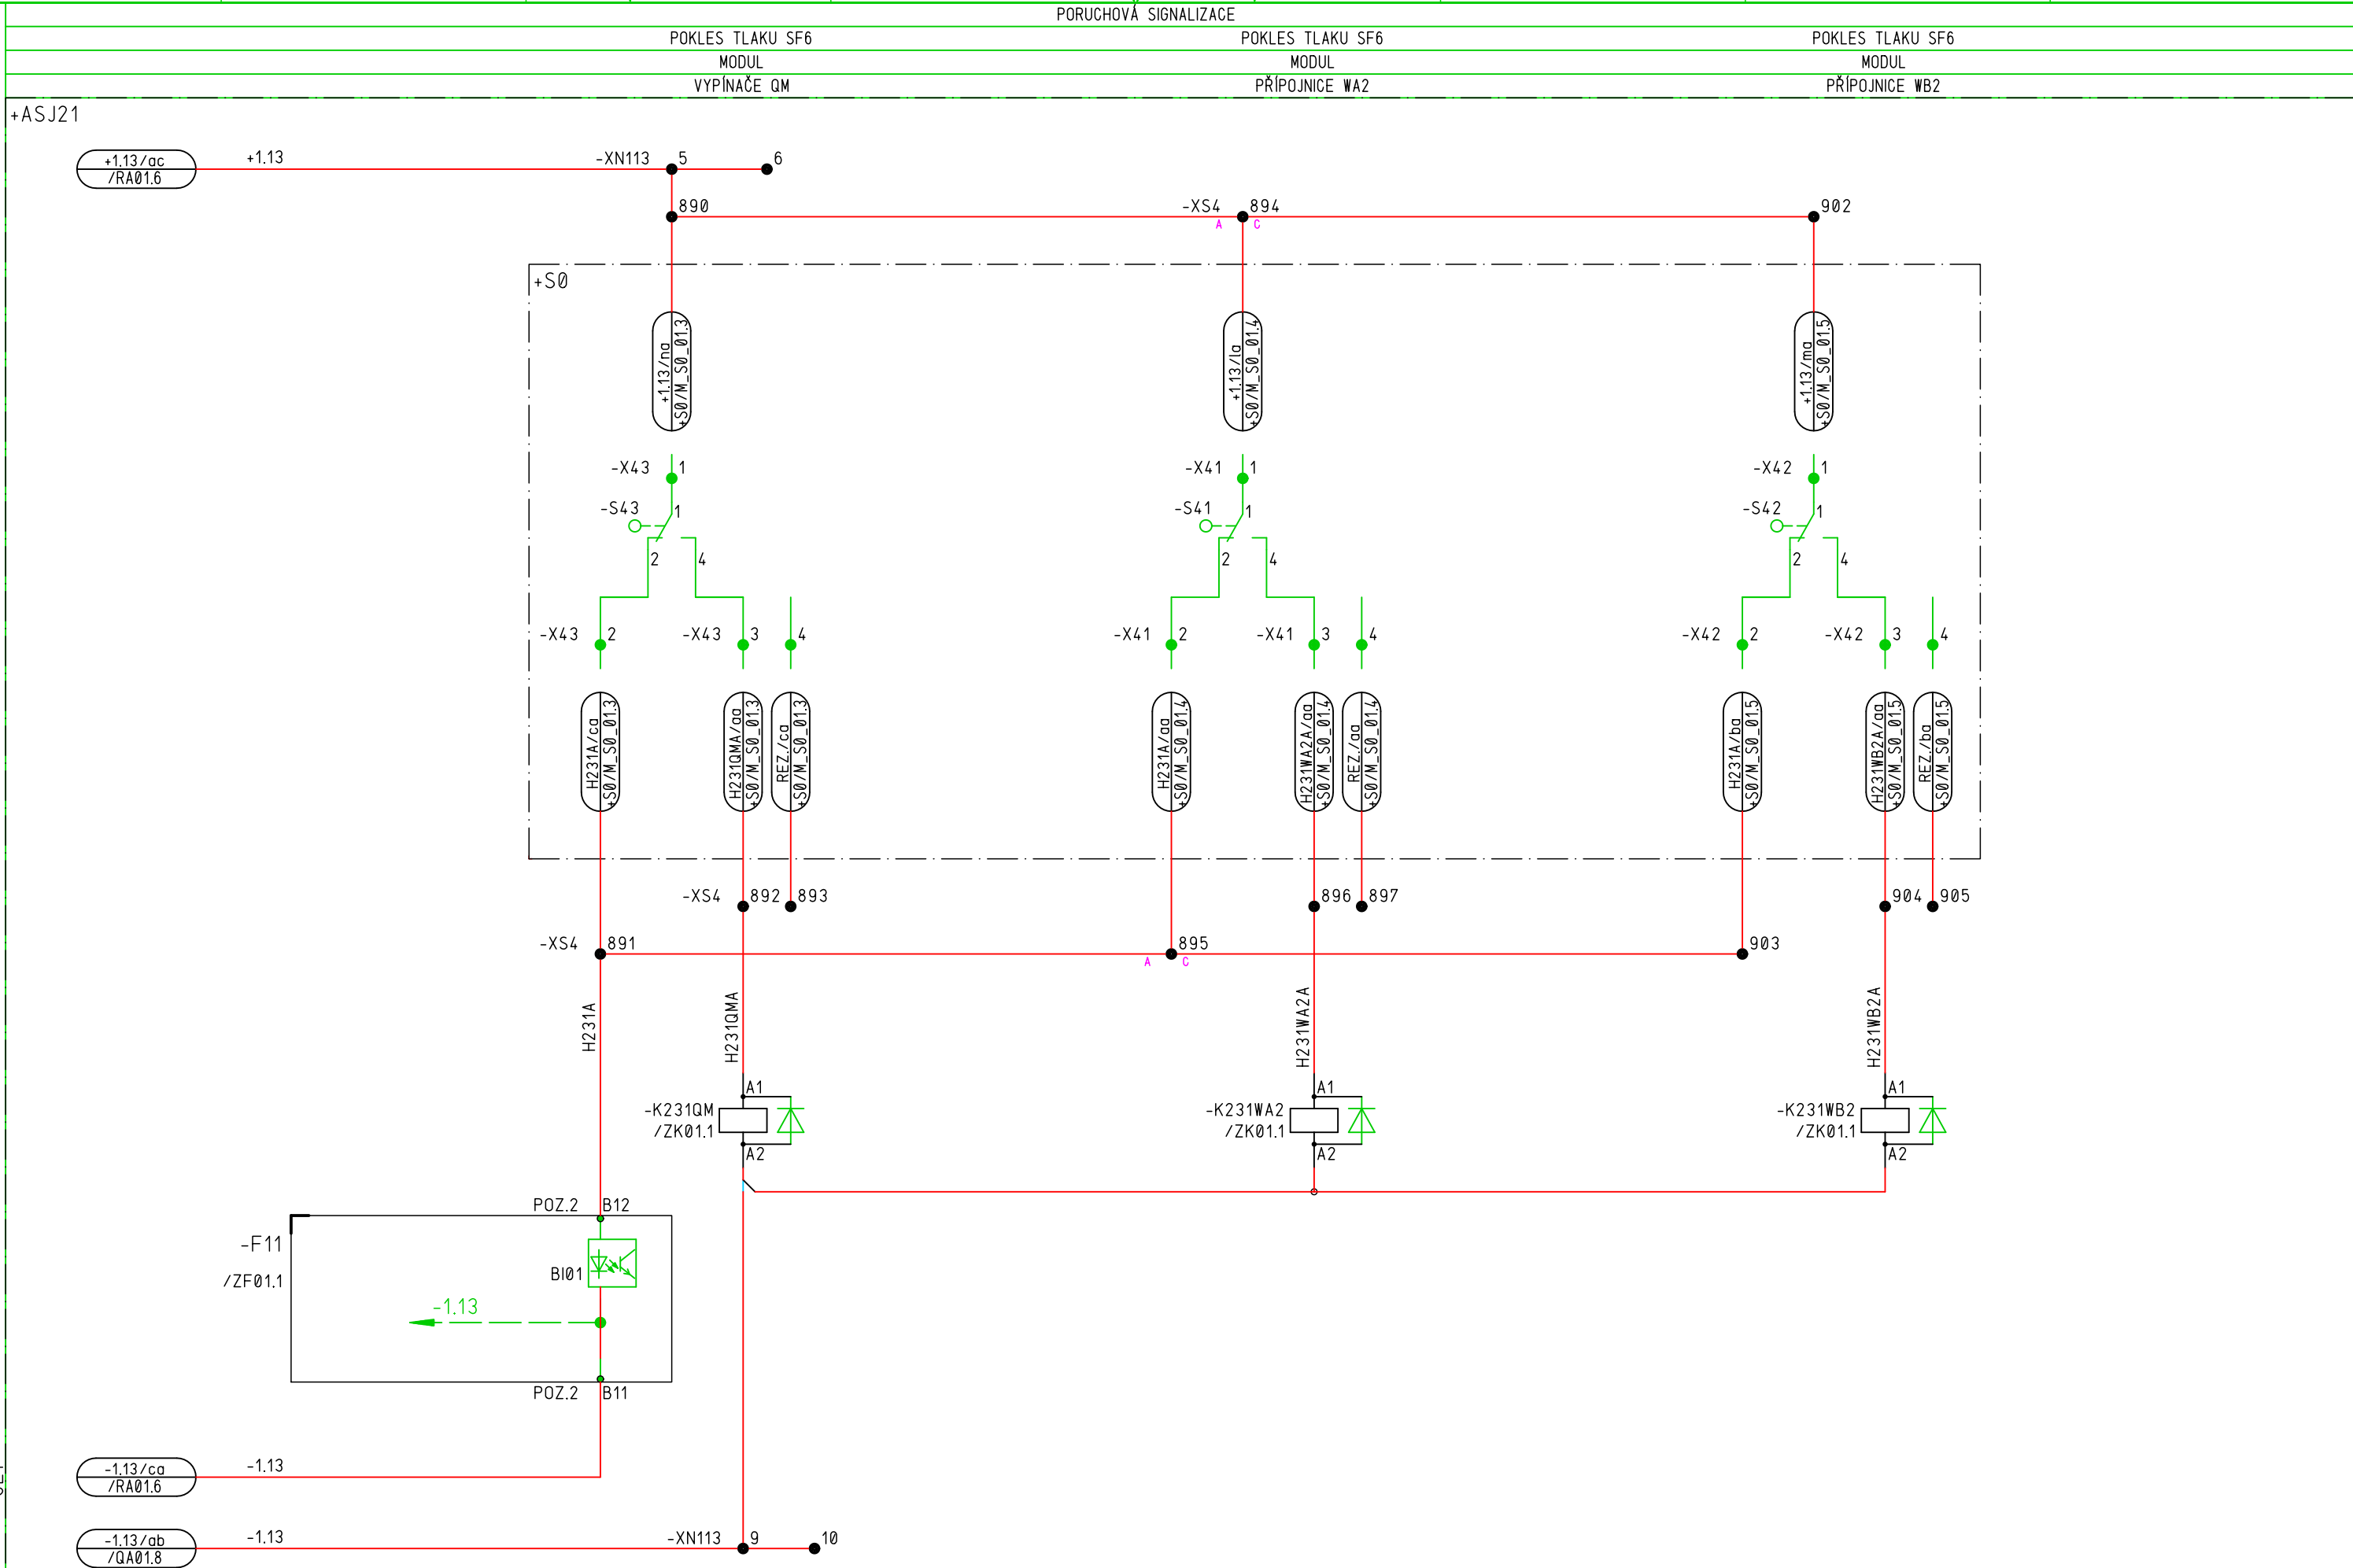 PORUCHOVÁ SIGNALIZACE
POKLES TLAKU SF6 POKLES TLAKU SF6 POKLES TLAKU SF6
MODUL MODUL MODUL
VYPÍNAČE QM PŘÍPOJNICE WA2 PŘÍPOJNICE WB2
+ASJ21
+1.13/ac +1.13 -XN113 5 6
/RA01.6
890 -XS4 894 902
A C
+S0
+1.13/na +1.13/la +1.13/ma
+S0/M_S0_01.3 +S0/M_S0_01.4 +S0/M_S0_01.5
-X43 1 -X41 1 -X42 1
-S43 1 -S41 1 -S42 1
2 4 2 4 2 4
-X43 2 -X43 3 4 -X41 2 -X41 3 4 -X42 2 -X42 3 4
H231A/ca H231QMA/aa REZ./ca H231A/aa H231WA2A/aa REZ./aa H231A/ba H231WB2A/aa REZ./ba
+S0/M_S0_01.3 +S0/M_S0_01.3 +S0/M_S0_01.3 +S0/M_S0_01.4 +S0/M_S0_01.4 +S0/M_S0_01.4 +S0/M_S0_01.5 +S0/M_S0_01.5 +S0/M_S0_01.5
-XS4 892 893 896 897 904 905
-XS4 891 895 903
A C
H231A H231QMA H231WA2A H231WB2A
A1 A1 A1
-K231QM -K231WA2 -K231WB2
/ZK01.1 /ZK01.1 /ZK01.1
A2 A2 A2
POZ.2 B12
-F11
/ZF01.1 BI01
-1.13
POZ.2 B11
-1.13/ca -1.13
/RA01.6
-1.13/ab -1.13 -XN113 9 10
/QA01.8